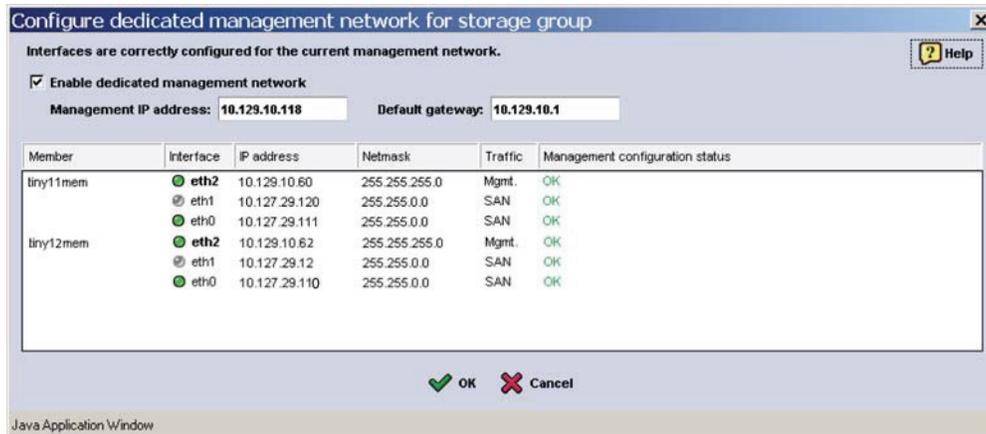 Configure dedicated management network for storage group
Interfaces are correctly configured for the current management network.
? Help
Enable dedicated management network
Management IP address: 10.129.10.118 Default gateway: 10.129.10.1
Member Interface IP address Netmask Traffic Management configuration status
tiny11mem eth2 10.129.10.60 255.255.255.0 Mgmt. OK
eth1 10.127.29.120 255.255.0.0 SAN OK
eth0 10.127.29.111 255.255.0.0 SAN OK
tiny12mem eth2 10.129.10.62 255.255.255.0 Mgmt. OK
eth1 10.127.29.12 255.255.0.0 SAN OK
eth0 10.127.29.110 255.255.0.0 SAN OK
OK Cancel
Java Application Window